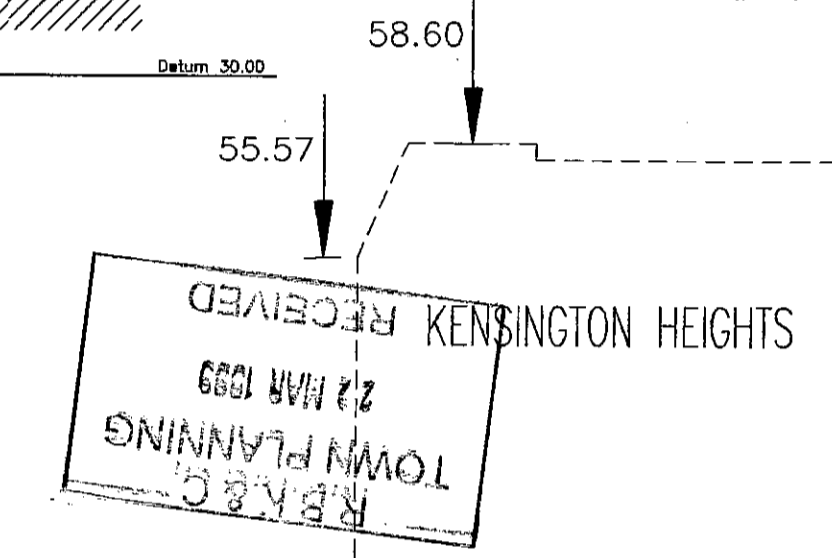 58.60
Datum 30.00
55.57
KENSINGTON HEIGHTS
R.B.K. & C.
TOWN PLANNING
22 MAR 1999
RECEIVED